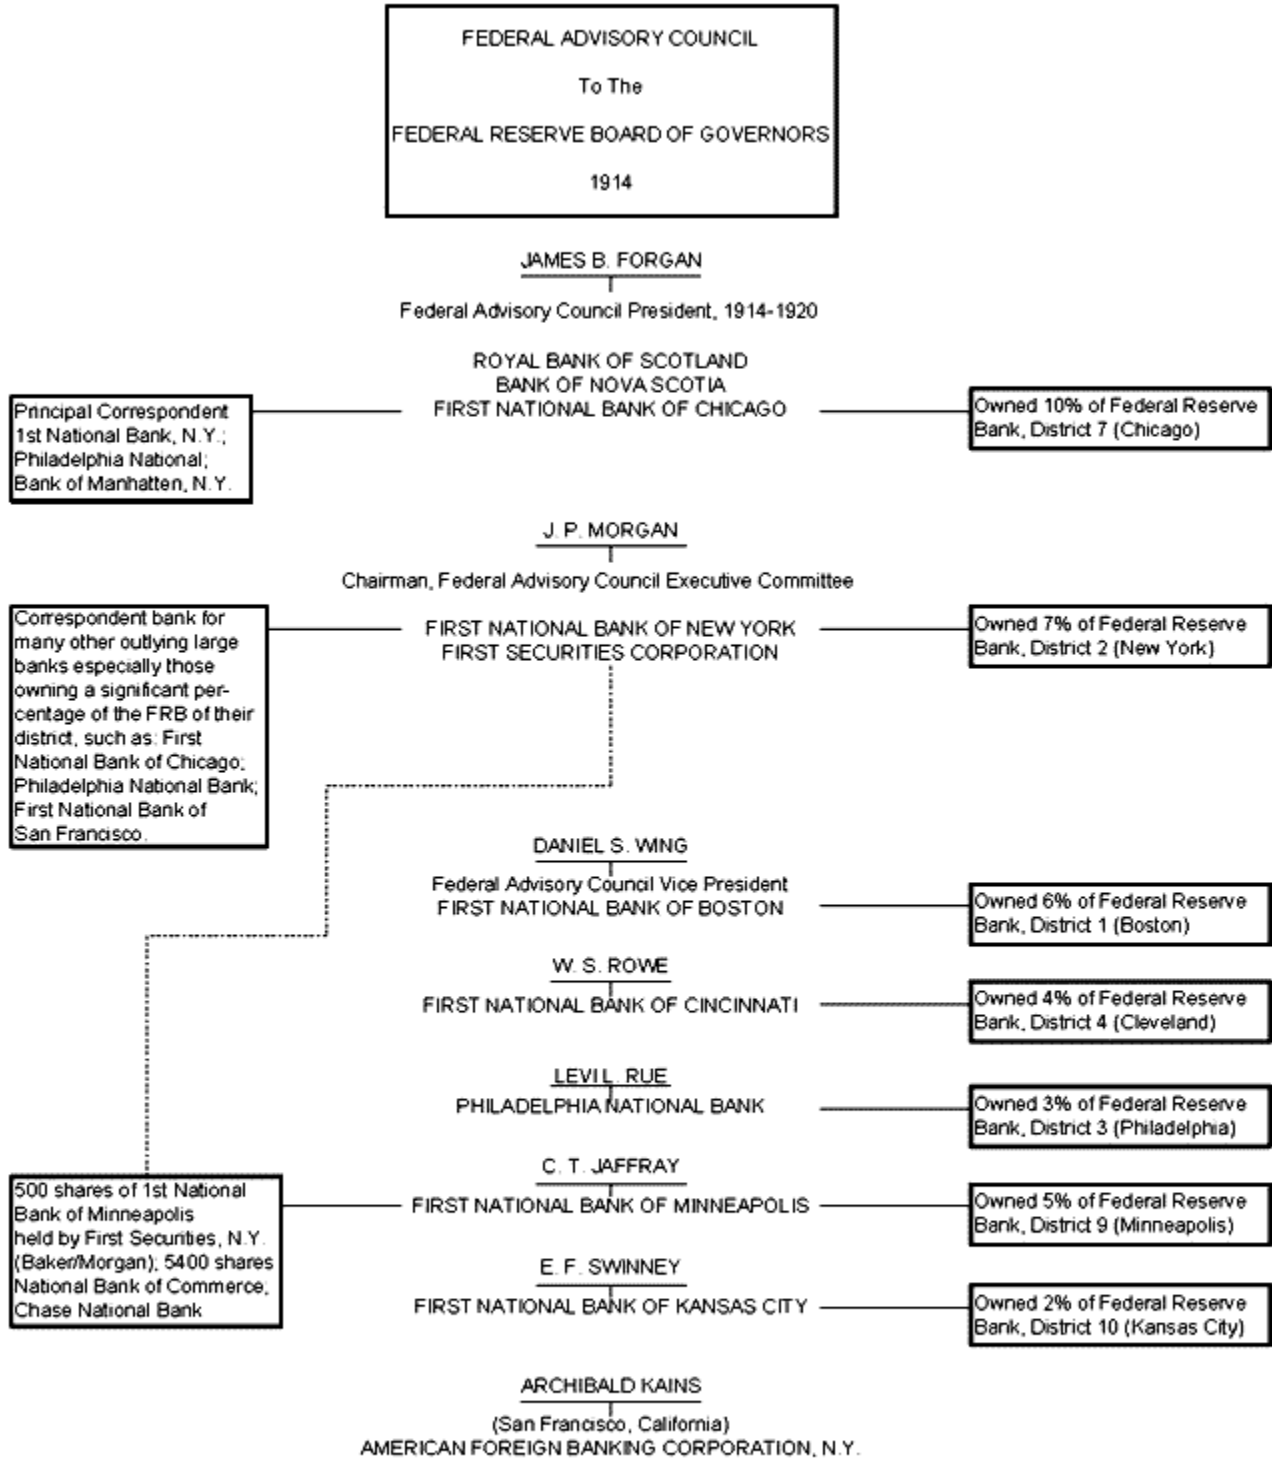 FEDERAL ADVISORY COUNCIL
To The
FEDERAL RESERVE BOARD OF GOVERNORS
1914
JAMES B. FORGAN
Federal Advisory Council President, 1914-1920
ROYAL BANK OF SCOTLAND
BANK OF NOVA SCOTIA
FIRST NATIONAL BANK OF CHICAGO
Principal Correspondent
1st National Bank, N.Y.;
Philadelphia National;
Bank of Manhatten, N.Y.
Owned 10% of Federal Reserve
Bank, District 7 (Chicago)
J. P. MORGAN
Chairman, Federal Advisory Council Executive Committee
FIRST NATIONAL BANK OF NEW YORK
FIRST SECURITIES CORPORATION
Correspondent bank for
many other outlying large
banks especially those
owning a significant per-
centage of the FRB of their
district, such as: First
National Bank of Chicago;
Philadelphia National Bank;
First National Bank of
San Francisco.
Owned 7% of Federal Reserve
Bank, District 2 (New York)
DANIEL S. WING
Federal Advisory Council Vice President
FIRST NATIONAL BANK OF BOSTON
Owned 6% of Federal Reserve
Bank, District 1 (Boston)
W. S. ROWE
FIRST NATIONAL BANK OF CINCINNATI
Owned 4% of Federal Reserve
Bank, District 4 (Cleveland)
LEVI L. RUE
PHILADELPHIA NATIONAL BANK
Owned 3% of Federal Reserve
Bank, District 3 (Philadelphia)
C. T. JAFFRAY
FIRST NATIONAL BANK OF MINNEAPOLIS
500 shares of 1st National
Bank of Minneapolis
held by First Securities, N.Y.
(Baker/Morgan); 5400 shares
National Bank of Commerce;
Chase National Bank
Owned 5% of Federal Reserve
Bank, District 9 (Minneapolis)
E. F. SWINNEY
FIRST NATIONAL BANK OF KANSAS CITY
Owned 2% of Federal Reserve
Bank, District 10 (Kansas City)
ARCHIBALD KAINS
(San Francisco, California)
AMERICAN FOREIGN BANKING CORPORATION, N.Y.